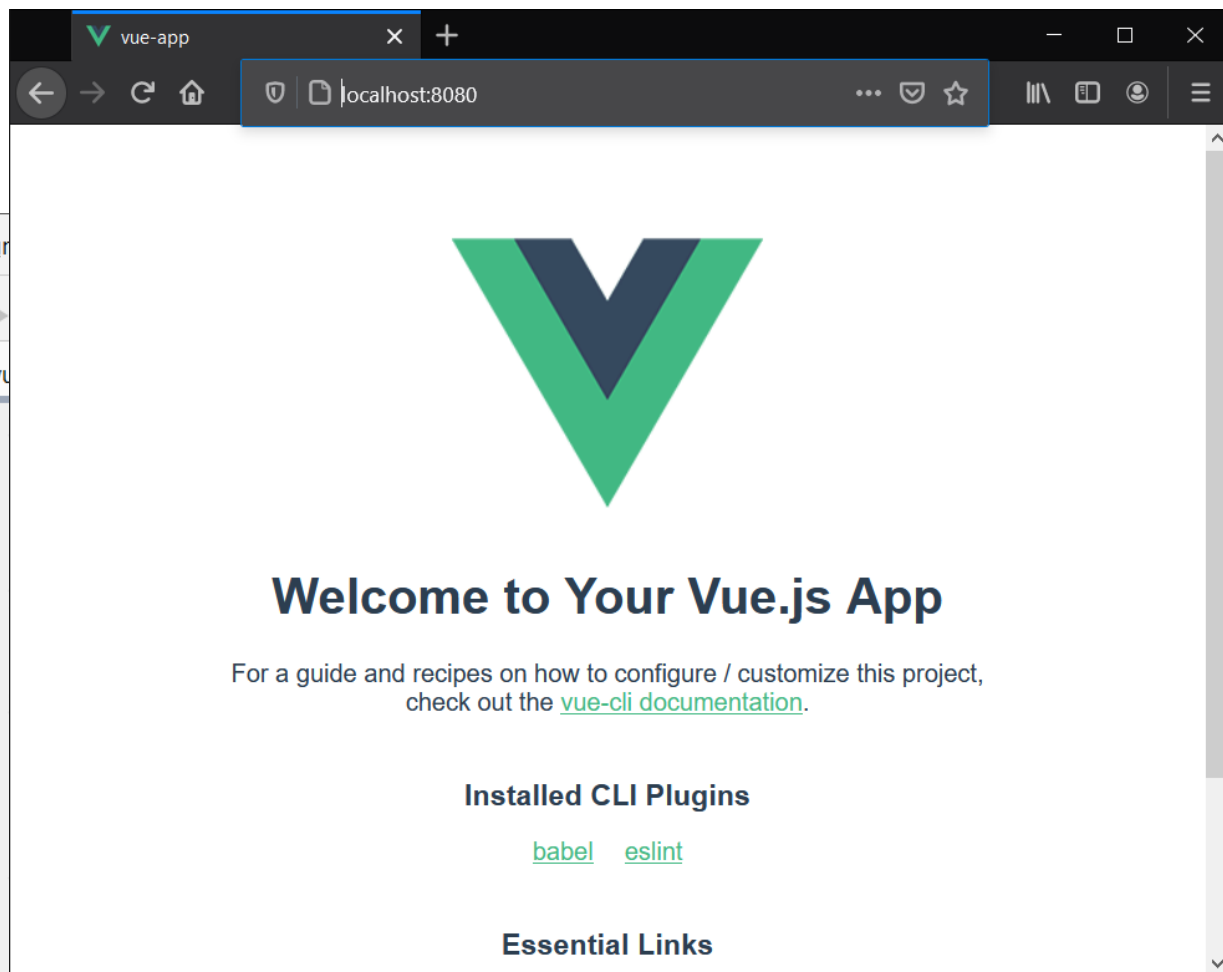 vue-app
localhost:8080
Welcome to Your Vue.js App
For a guide and recipes on how to configure / customize this project,
check out the vue-cli documentation.
Installed CLI Plugins
babel eslint
Essential Links